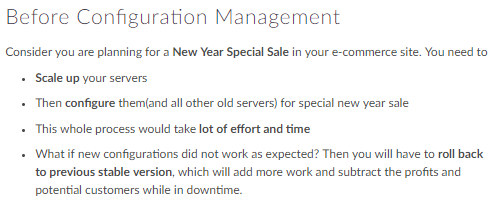 Before Configuration Management
Consider you are planning for a New Year Special Sale in your e-commerce site. You need to
• Scale up your servers
• Then configure them(and all other old servers) for special new year sale
• This whole process would take lot of effort and time
• What if new configurations did not work as expected? Then you will have to roll back
to previous stable version, which will add more work and subtract the profits and
potential customers while in downtime.